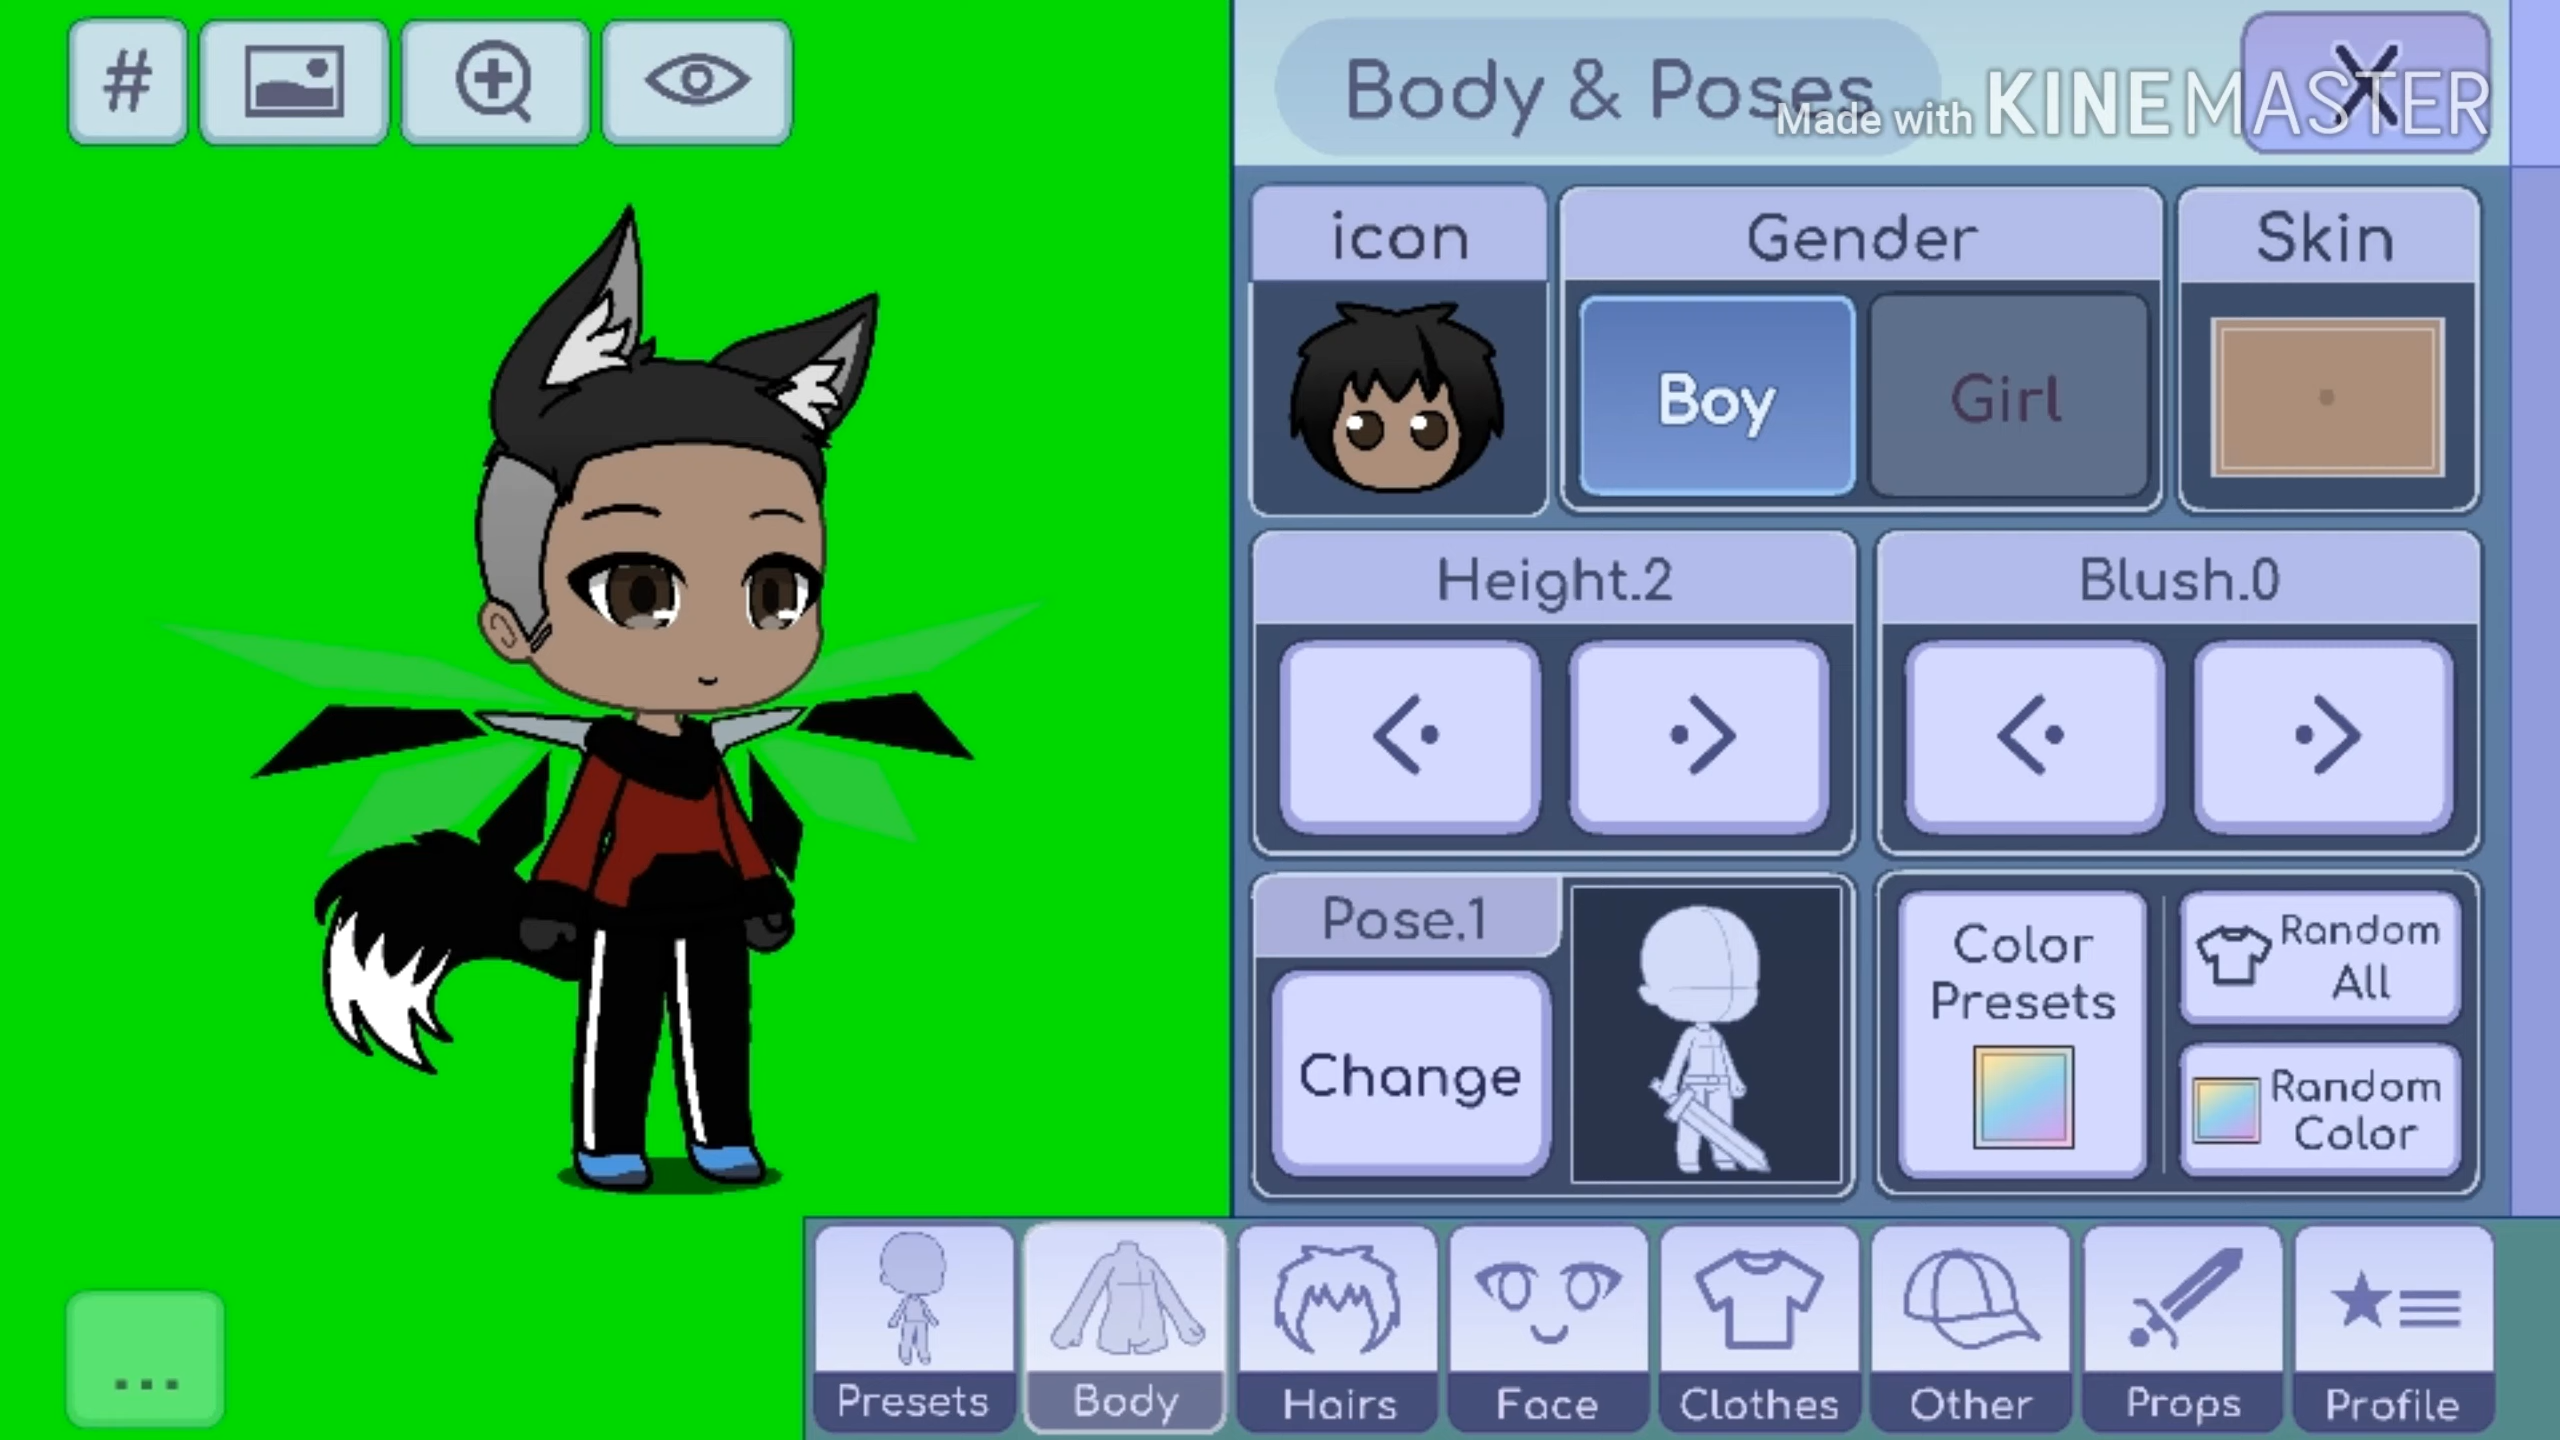 #
Body & Poses
Made with KINEMASTER
X
icon
Gender
Skin
Boy
Girl
Height.2
Blush.0
Pose.1
Change
Color
Presets
Random
All
Random
Color
...
Presets
Body
Hairs
Face
Clothes
Other
Props
Profile